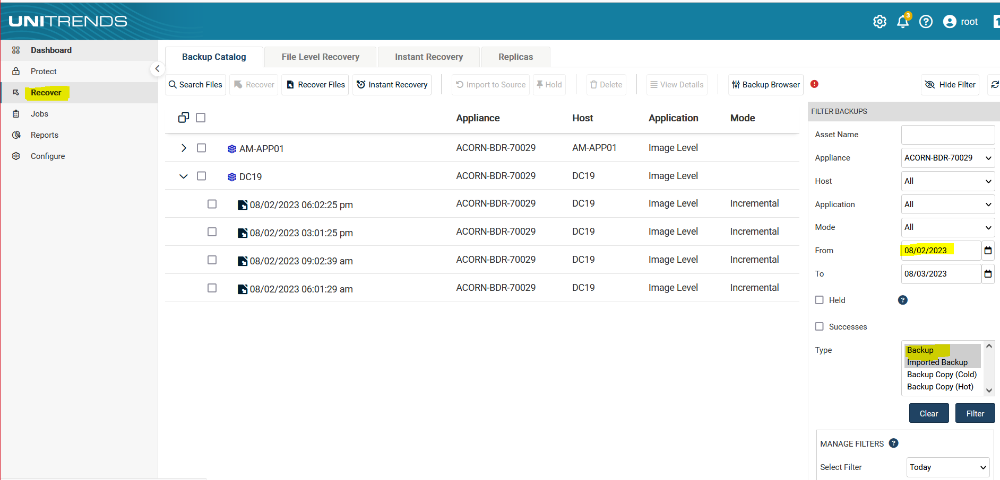 UNITRENDS
3
root
Dashboard
Protect
Recover
Jobs
Reports
Configure
Backup Catalog File Level Recovery Instant Recovery Replicas
Search Files Recover Recover Files Instant Recovery Import to Source Hold Delete View Details Backup Browser Hide Filter
Appliance Host Application Mode
AM-APP01 ACORN-BDR-70029 AM-APP01 Image Level
DC19 ACORN-BDR-70029 DC19 Image Level
08/02/2023 06:02:25 pm ACORN-BDR-70029 DC19 Image Level Incremental
08/02/2023 03:01:25 pm ACORN-BDR-70029 DC19 Image Level Incremental
08/02/2023 09:02:39 am ACORN-BDR-70029 DC19 Image Level Incremental
08/02/2023 06:01:29 am ACORN-BDR-70029 DC19 Image Level Incremental
FILTER BACKUPS
Asset Name
Appliance ACORN-BDR-70029
Host All
Application All
Mode All
From 08/02/2023
To 08/03/2023
Held
Successes
Type Backup
Imported Backup
Backup Copy (Cold)
Backup Copy (Hot)
Clear Filter
MANAGE FILTERS
Select Filter Today